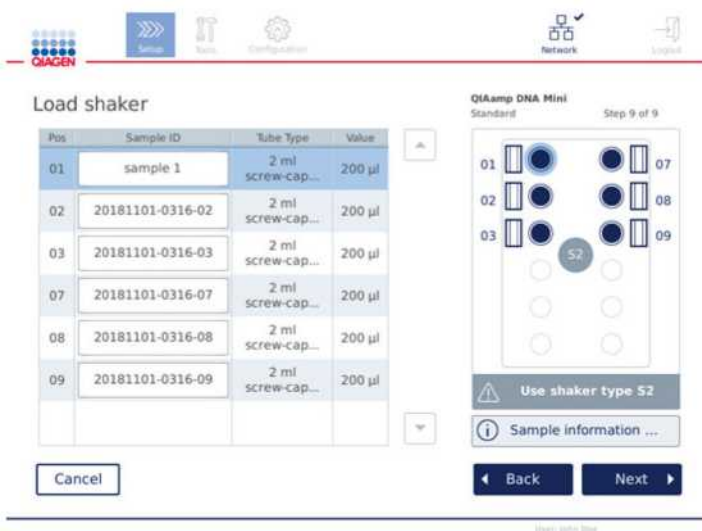 QIAGEN
Setup
Tools
Configuration
Network
Logout
Load shaker
Pos Sample ID Tube Type Value
01 sample 1 2 ml screw-cap... 200 µl
02 20181101-0316-02 2 ml screw-cap... 200 µl
03 20181101-0316-03 2 ml screw-cap... 200 µl
07 20181101-0316-07 2 ml screw-cap... 200 µl
08 20181101-0316-08 2 ml screw-cap... 200 µl
09 20181101-0316-09 2 ml screw-cap... 200 µl
QIAamp DNA Mini
Standard Step 9 of 9
01 07
02 08
03 09
S2
Use shaker type S2
Sample information ...
Cancel
Back
Next